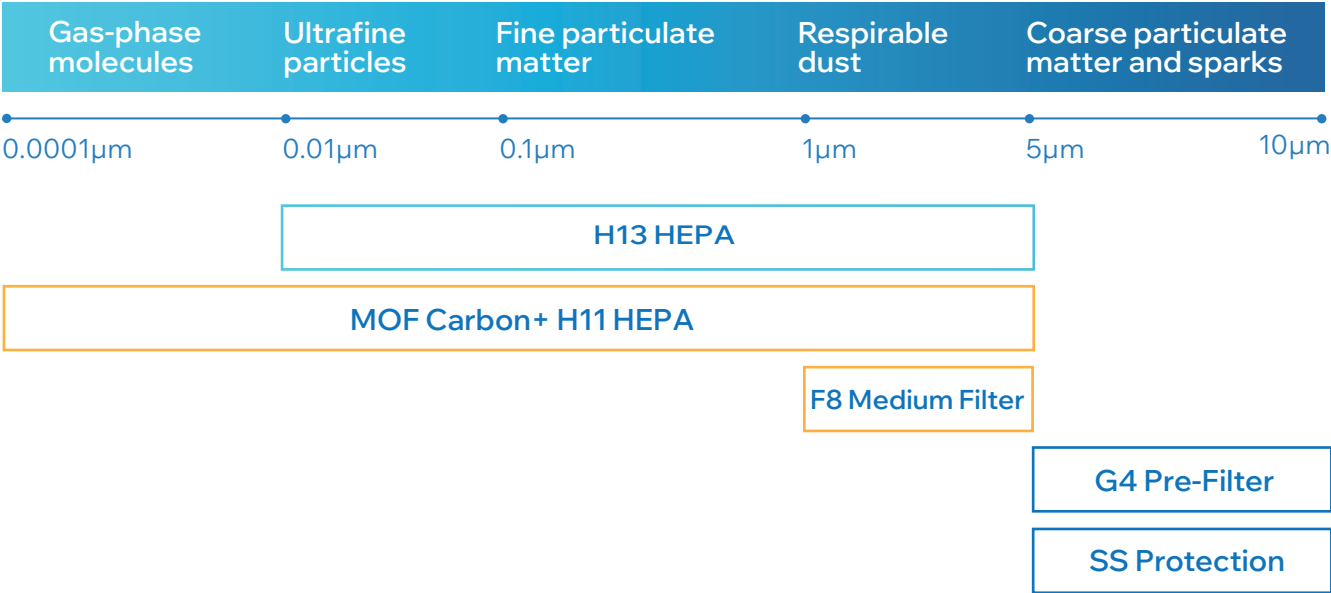 Gas-phase
molecules
Ultrafine
particles
Fine particulate
matter
Respirable
dust
Coarse particulate
matter and sparks
0.0001µm
0.01µm
0.1µm
1µm
5µm
10µm
H13 HEPA
MOF Carbon+ H11 HEPA
F8 Medium Filter
G4 Pre-Filter
SS Protection